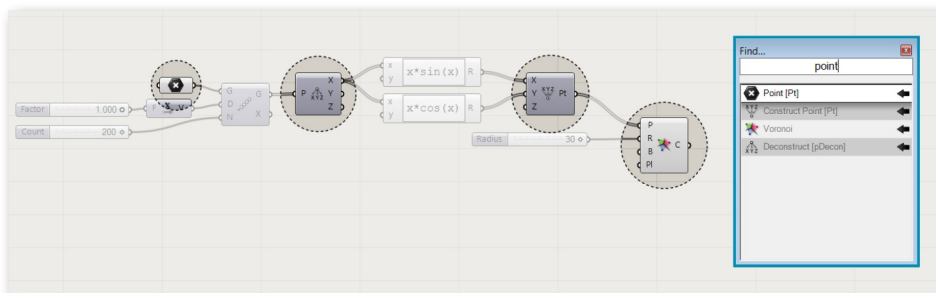 Find...
point
Point [Pt]
Construct Point [Pt]
Voronoi
Deconstruct [pDecon]
Factor 1.000
Count 200
G
D
N
G
X
P
X
Y
Z
x
y
x*sin(x)
R
x
y
x*cos(x)
R
X
Y
Z
Pt
Radius 30
P
R
B
Pl
C